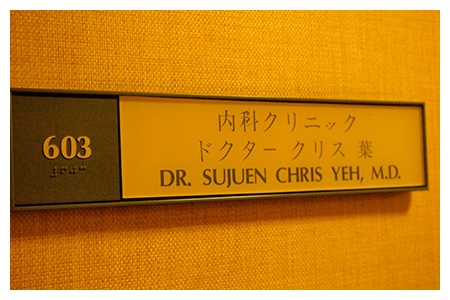 603
内科クリニック
ドクター クリス 葉
DR. SUJUEN CHRIS YEH, M.D.